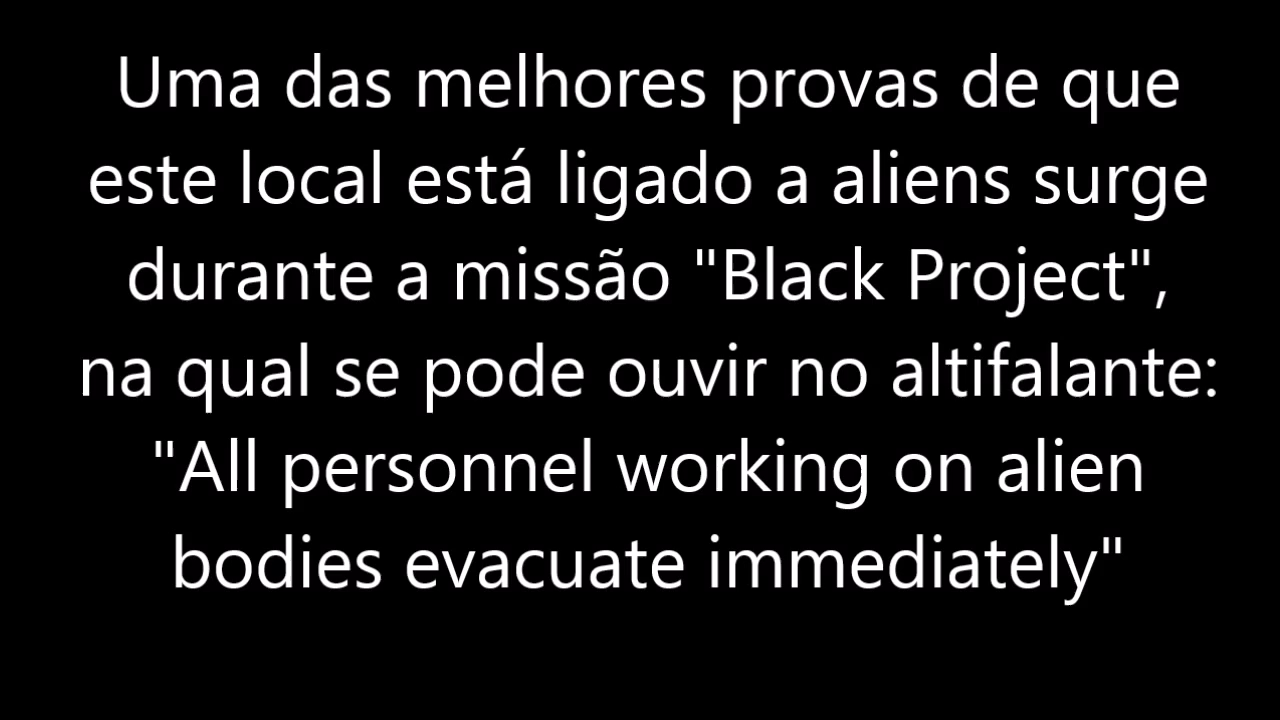 Uma das melhores provas de que
este local está ligado a aliens surge
durante a missão "Black Project",
na qual se pode ouvir no altifalante:
"All personnel working on alien
bodies evacuate immediately"